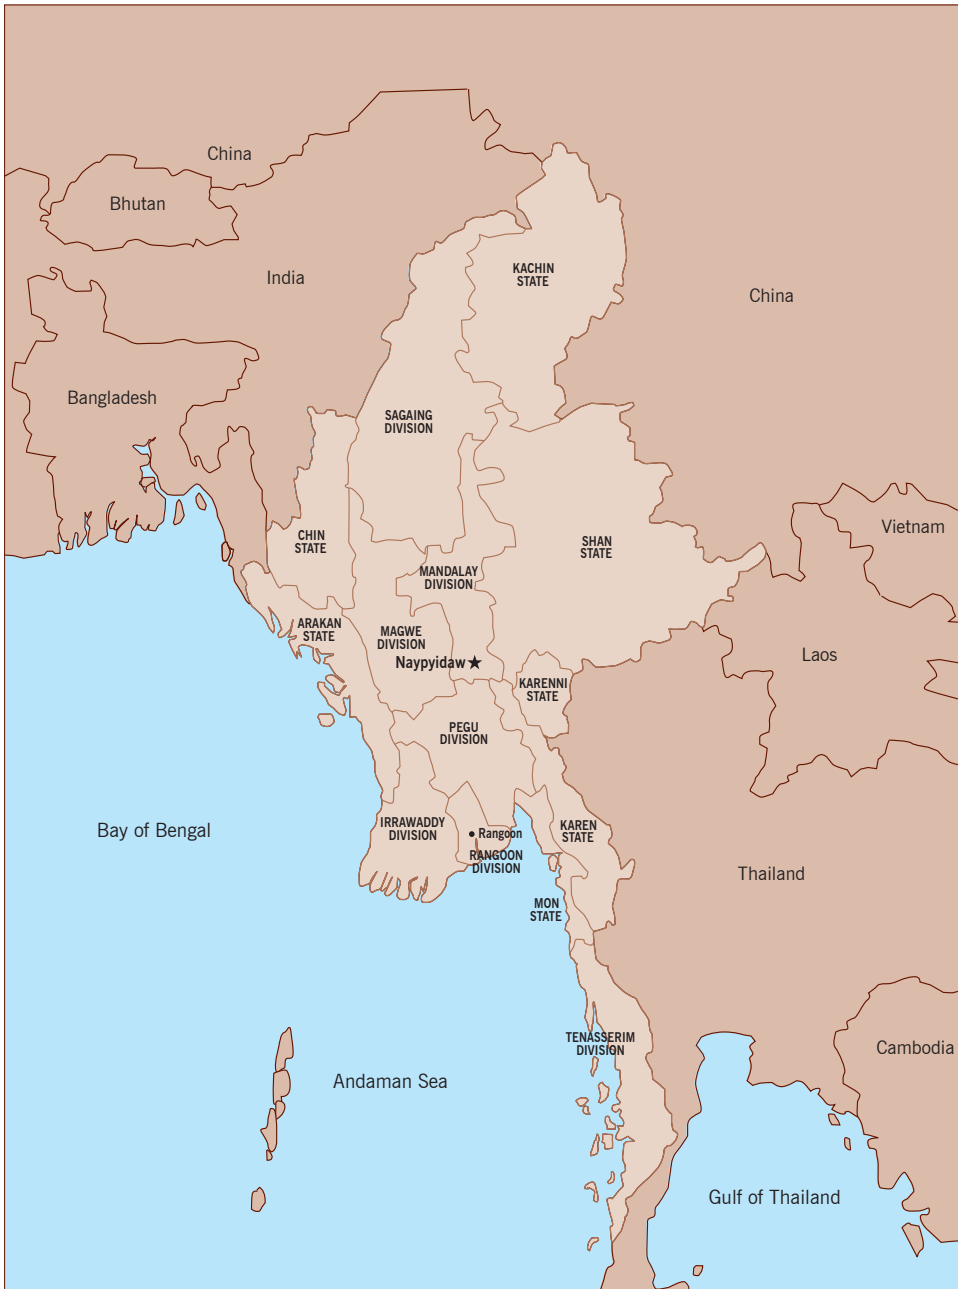 China
Bhutan
India
KACHIN
STATE
China
Bangladesh
SAGAING
DIVISION
Vietnam
CHIN
STATE
SHAN
STATE
MANDALAY
DIVISION
ARAKAN
STATE
MAGWE
DIVISION
Laos
Naypyidaw
KARENNI
STATE
PEGU
DIVISION
Bay of Bengal
IRRAWADDY
DIVISION
Rangoon
KAREN
STATE
RANGOON
DIVISION
Thailand
MON
STATE
TENASSERIM
DIVISION
Cambodia
Andaman Sea
Gulf of Thailand